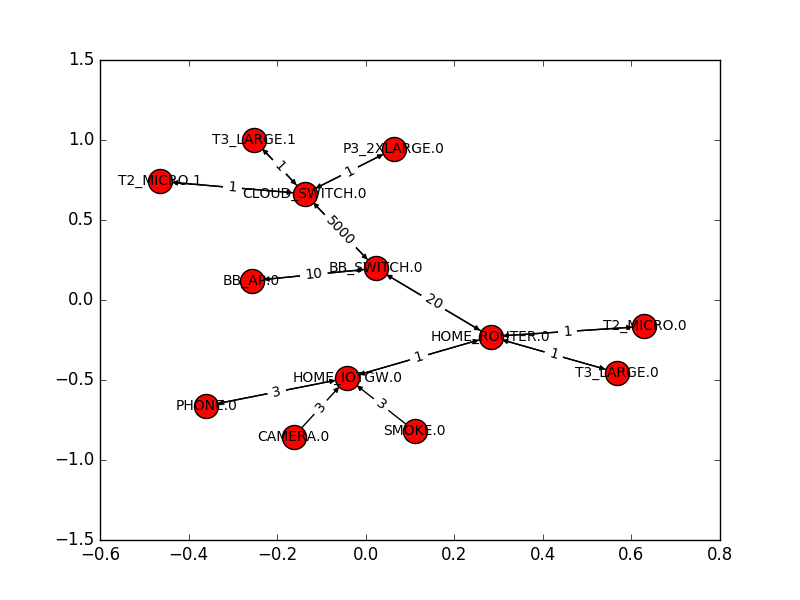 1.5
T3_LARGE.1
P3_2XLARGE.0
1.0
1
1
T2_MICRO.1
1
CLOUD_SWITCH.0
0.5
5000
BB_SWITCH.0
BB_AP.0
10
0.0
20
T2_MICRO.0
HOME_ROUTER.0
1
1
1
T3_LARGE.0
HOME_IOTGW.0
−0.5
3
PHONE.0
3
3
CAMERA.0
SMOKE.0
−1.0
−1.5
−0.6
−0.4
−0.2
0.0
0.2
0.4
0.6
0.8